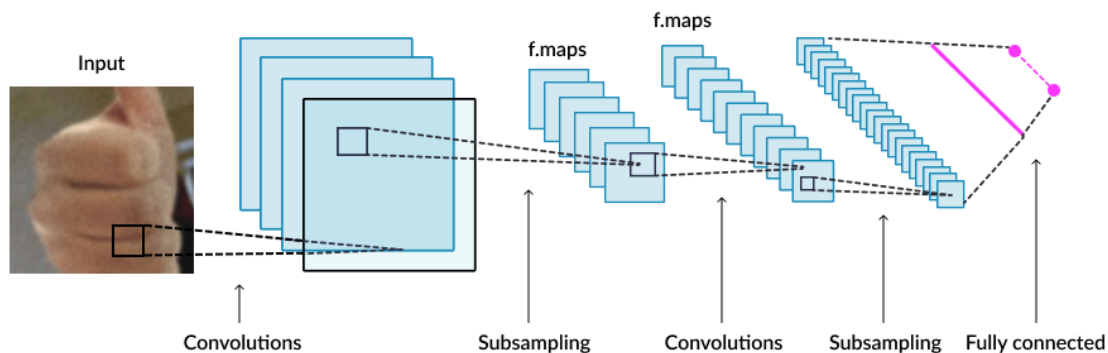 f.maps
f.maps
Input
Convolutions
Subsampling
Convolutions
Subsampling
Fully connected